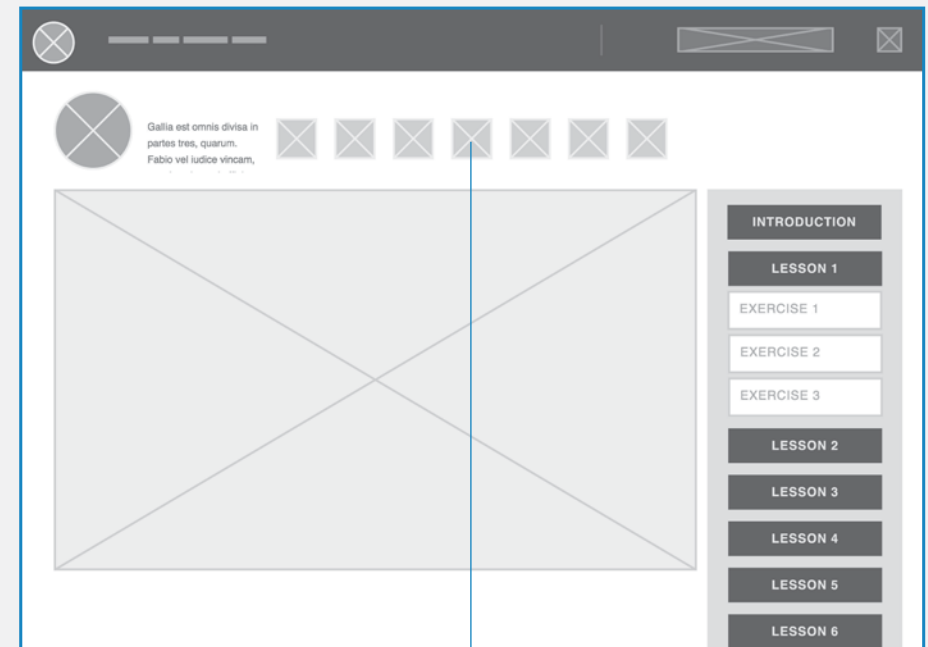 Gallia est omnis divisa in
partes tres, quarum.
Fabio vel iudice vincam,
INTRODUCTION
LESSON 1
EXERCISE 1
EXERCISE 2
EXERCISE 3
LESSON 2
LESSON 3
LESSON 4
LESSON 5
LESSON 6